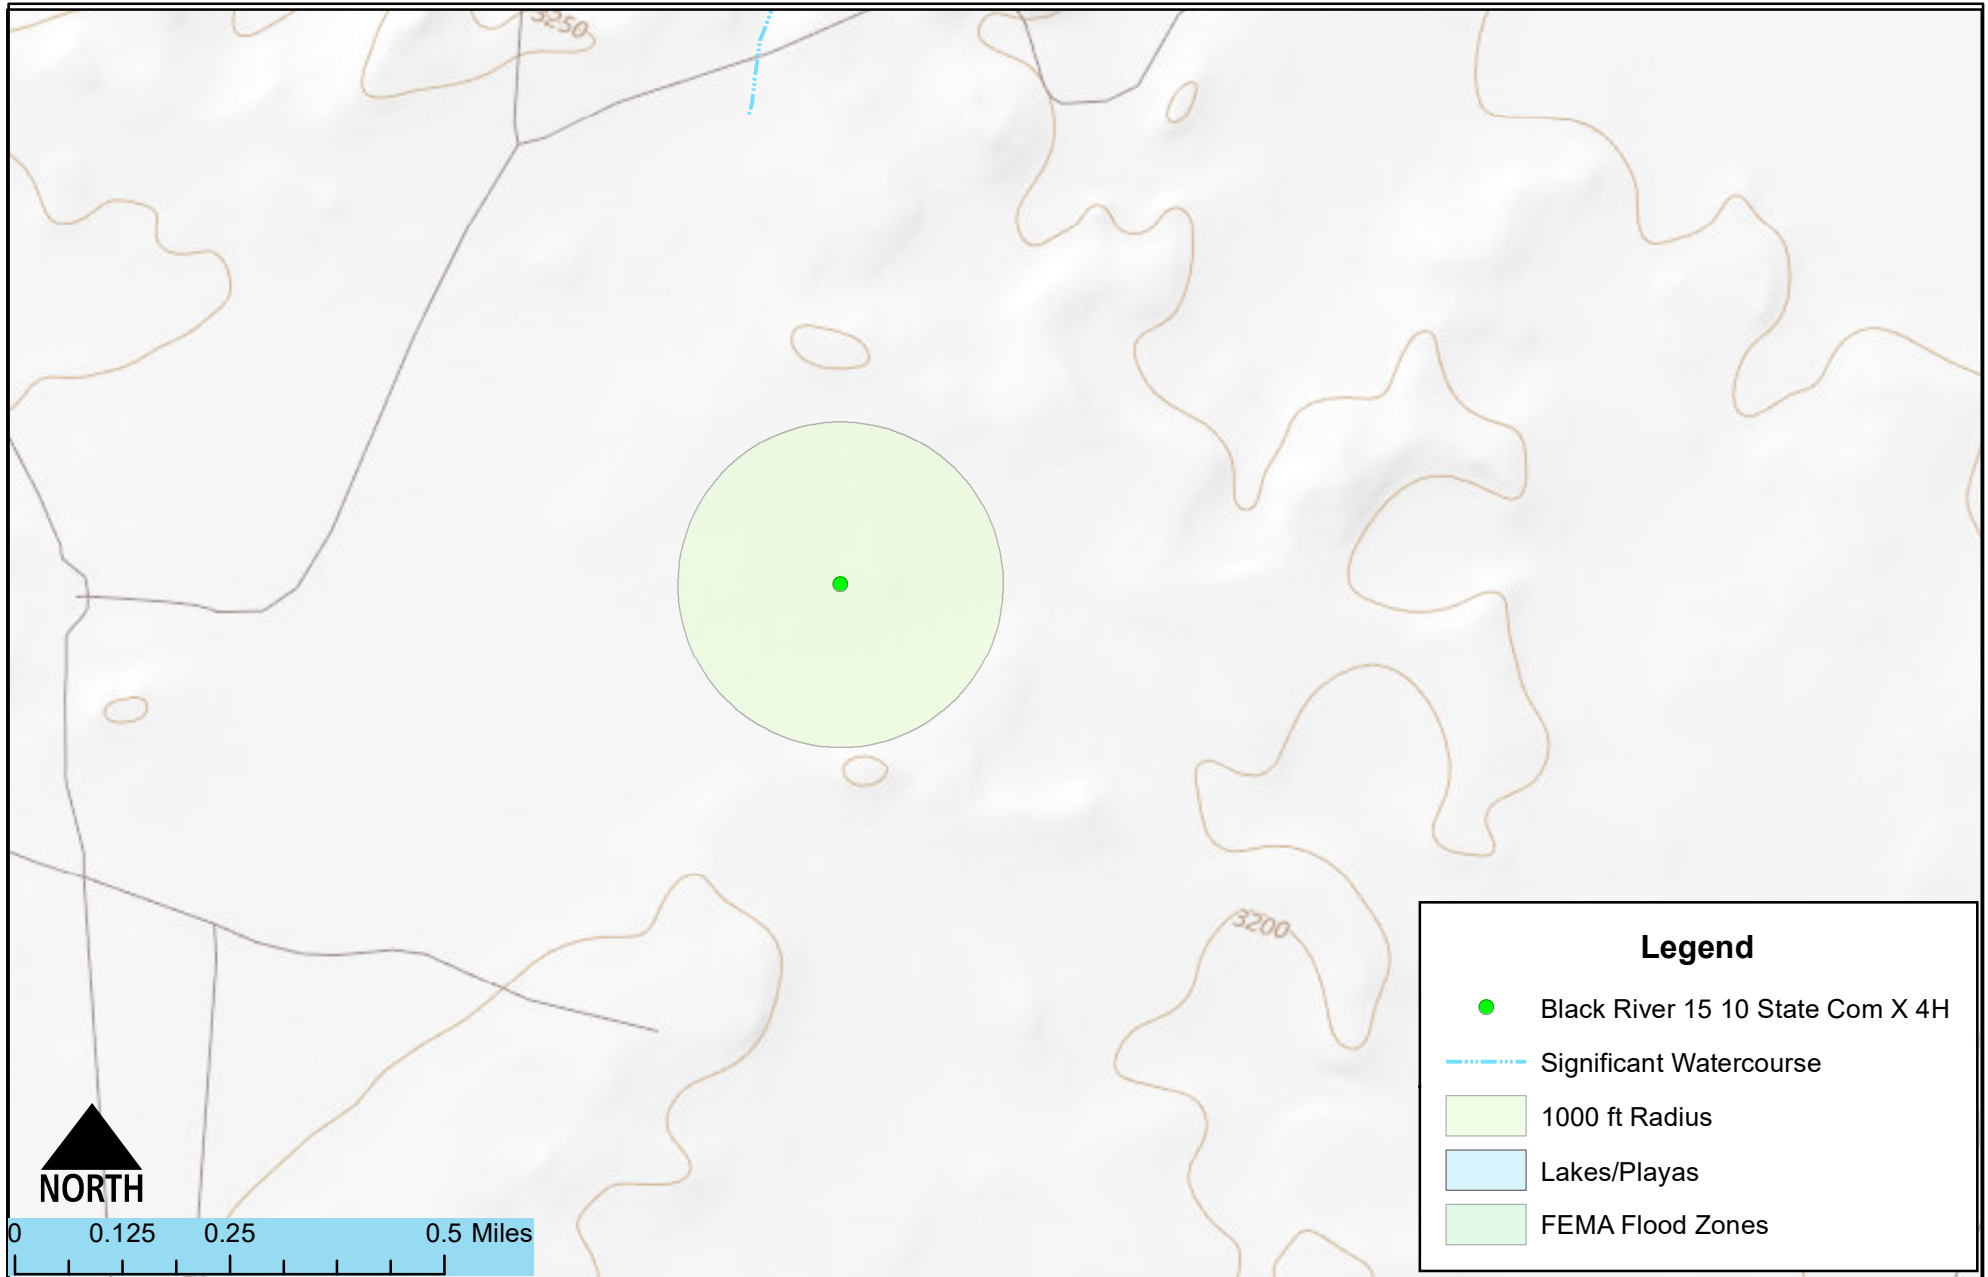 3250
3200
Legend
Black River 15 10 State Com X 4H
Significant Watercourse
1000 ft Radius
Lakes/Playas
FEMA Flood Zones
NORTH
0 0.125 0.25 0.5 Miles